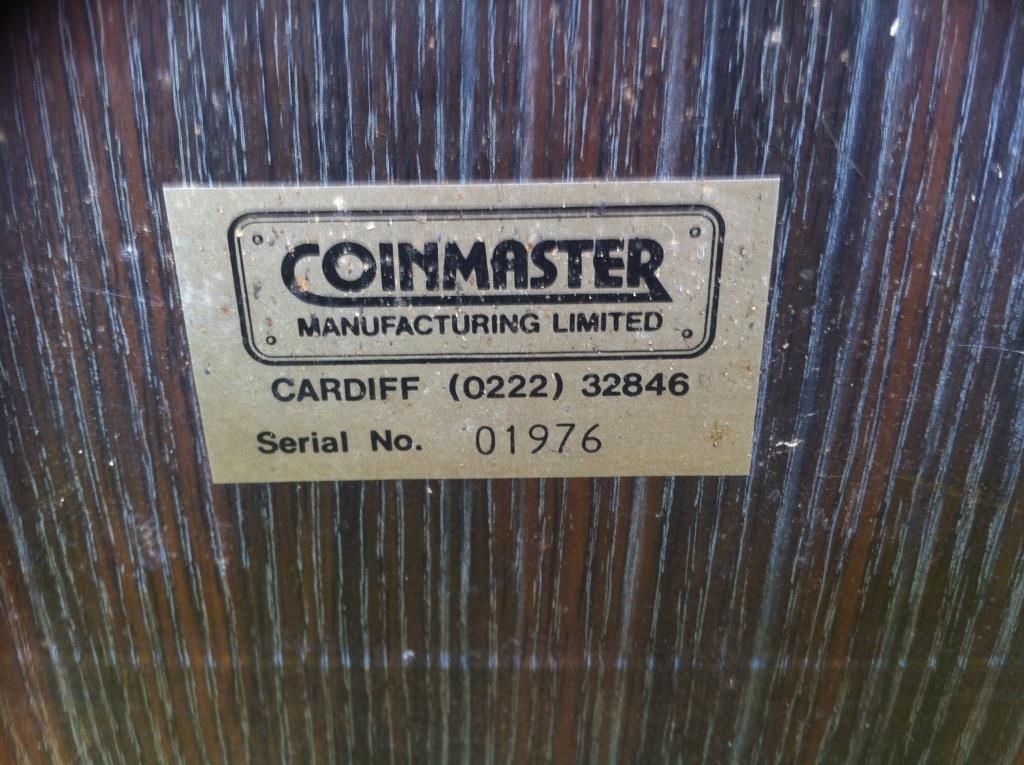 COINMASTER
MANUFACTURING LIMITED
CARDIFF (0222) 32846
Serial No. 01976